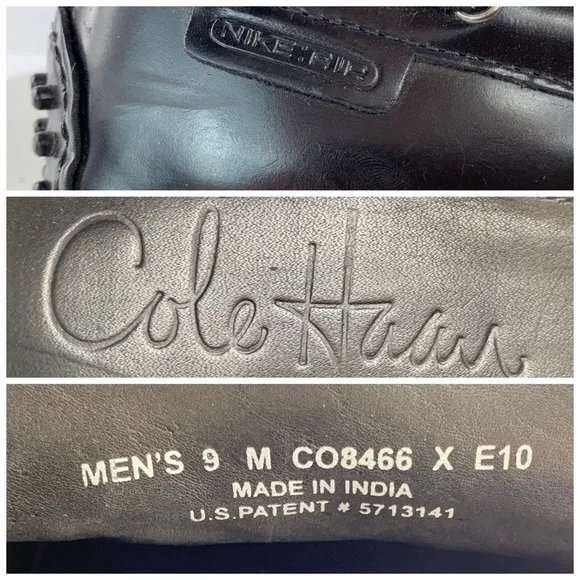 NIKE:AIR
Cole Haan
MEN'S 9 M CO8466 X E10
MADE IN INDIA
U.S.PATENT # 5713141